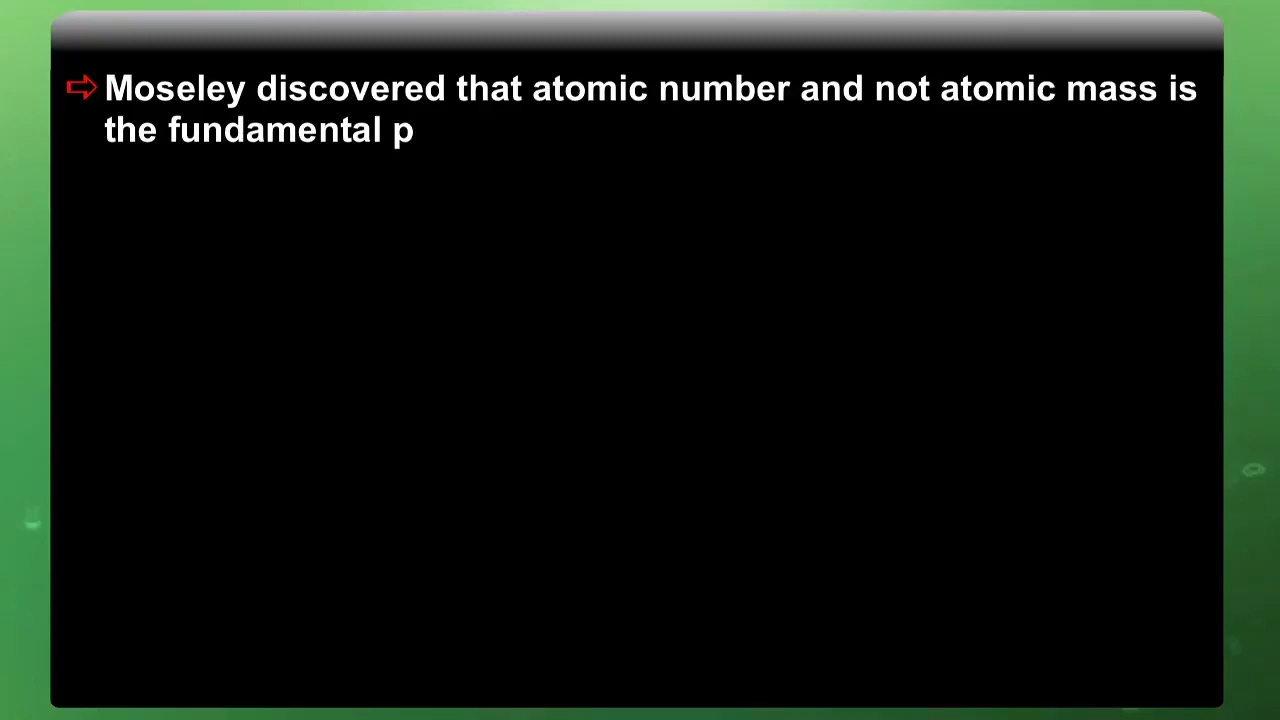 Moseley discovered that atomic number and not atomic mass is
the fundamental p